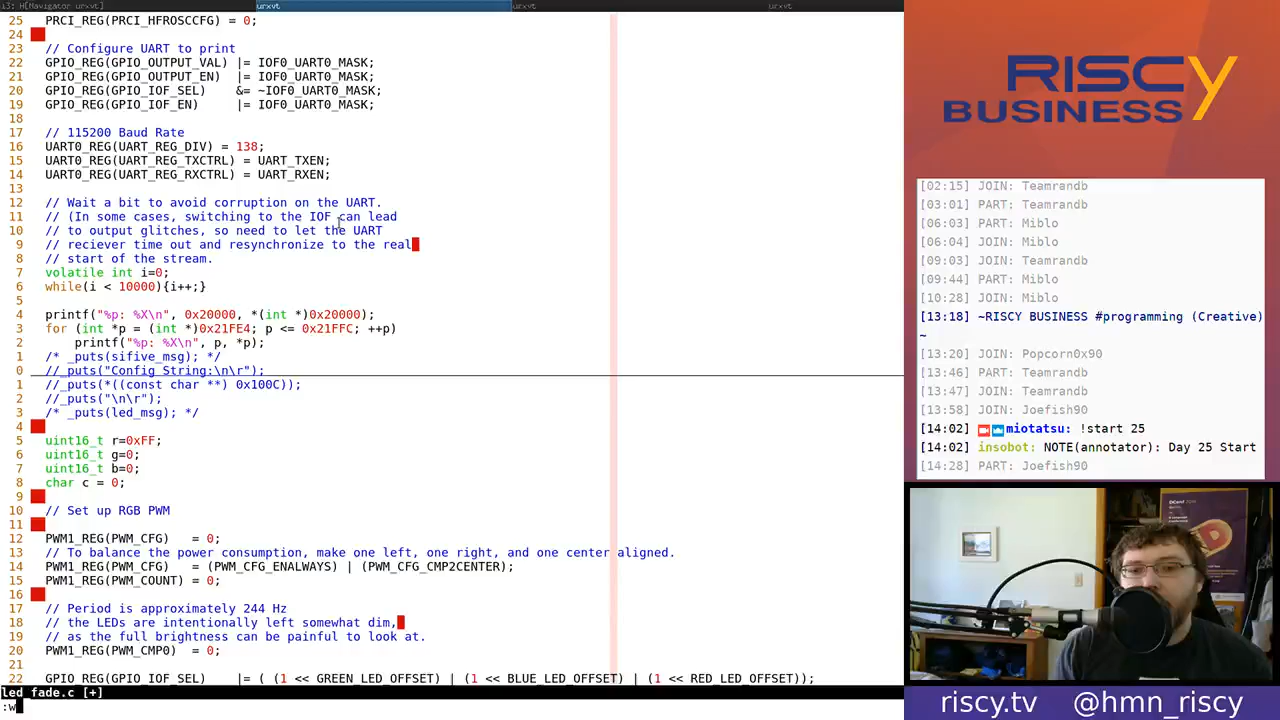 i3: H[Navigator urxvt] urxvt urxvt urxvt
25 PRCI_REG(PRCI_HFROSCCFG) = 0;
24
23 // Configure UART to print
22 GPIO_REG(GPIO_OUTPUT_VAL) |= IOF0_UART0_MASK;
21 GPIO_REG(GPIO_OUTPUT_EN) |= IOF0_UART0_MASK;
20 GPIO_REG(GPIO_IOF_SEL) &= ~IOF0_UART0_MASK;
19 GPIO_REG(GPIO_IOF_EN) |= IOF0_UART0_MASK;
18
17 // 115200 Baud Rate
16 UART0_REG(UART_REG_DIV) = 138;
15 UART0_REG(UART_REG_TXCTRL) = UART_TXEN;
14 UART0_REG(UART_REG_RXCTRL) = UART_RXEN;
13
12 // Wait a bit to avoid corruption on the UART.
11 // (In some cases, switching to the IOF can lead
10 // to output glitches, so need to let the UART
9 // reciever time out and resynchronize to the real
8 // start of the stream.
7 volatile int i=0;
6 while(i < 10000){i++;}
5
4 printf("%p: %X\n", 0x20000, *(int *)0x20000);
3 for (int *p = (int *)0x21FE4; p <= 0x21FFC; ++p)
2 printf("%p: %X\n", p, *p);
1 /* _puts(sifive_msg); */
0 //_puts("Config String:\n\r");
1 //_puts(*((const char **) 0x100C));
2 //_puts("\n\r");
3 /* _puts(led_msg); */
4
5 uint16_t r=0xFF;
6 uint16_t g=0;
7 uint16_t b=0;
8 char c = 0;
9
10 // Set up RGB PWM
11
12 PWM1_REG(PWM_CFG) = 0;
13 // To balance the power consumption, make one left, one right, and one center aligned.
14 PWM1_REG(PWM_CFG) = (PWM_CFG_ENALWAYS) | (PWM_CFG_CMP2CENTER);
15 PWM1_REG(PWM_COUNT) = 0;
16
17 // Period is approximately 244 Hz
18 // the LEDs are intentionally left somewhat dim,
19 // as the full brightness can be painful to look at.
20 PWM1_REG(PWM_CMP0) = 0;
21
22 GPIO_REG(GPIO_IOF_SEL) |= ( (1 << GREEN_LED_OFFSET) | (1 << BLUE_LED_OFFSET) | (1 << RED_LED_OFFSET));
led_fade.c [+]
:w
RISCY
BUSINESS
[02:15] JOIN: Teamrandb
[03:01] PART: Teamrandb
[06:03] PART: Miblo
[06:04] JOIN: Miblo
[09:03] JOIN: Teamrandb
[09:44] PART: Miblo
[10:28] JOIN: Miblo
[13:18] ~RISCY BUSINESS #programming (Creative)
~
[13:20] JOIN: Popcorn0x90
[13:46] PART: Teamrandb
[13:47] JOIN: Teamrandb
[13:58] JOIN: Joefish90
[14:02] miotatsu: !start 25
[14:02] insobot: NOTE(annotator): Day 25 Start
[14:28] PART: Joefish90
riscy.tv @hmn_riscy